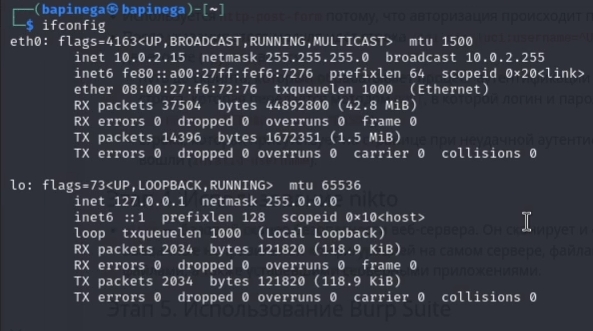 (bapinega㉿bapinega)-[~]
$ ifconfig
eth0: flags=4163<UP,BROADCAST,RUNNING,MULTICAST>  mtu 1500
inet 10.0.2.15  netmask 255.255.255.0  broadcast 10.0.2.255
inet6 fe80::a00:27ff:fef6:7276  prefixlen 64  scopeid 0×20<link>
ether 08:00:27:f6:72:76  txqueuelen 1000  (Ethernet)
RX packets 37504  bytes 44892800 (42.8 MiB)
RX errors 0  dropped 0  overruns 0  frame 0
TX packets 14396  bytes 1672351 (1.5 MiB)
TX errors 0  dropped 0 overruns 0  carrier 0  collisions 0
lo: flags=73<UP,LOOPBACK,RUNNING>  mtu 65536
inet 127.0.0.1  netmask 255.0.0.0
inet6 ::1  prefixlen 128  scopeid 0×10<host>
loop  txqueuelen 1000  (Local Loopback)
RX packets 2034  bytes 121820 (118.9 KiB)
RX errors 0  dropped 0  overruns 0  frame 0
TX packets 2034  bytes 121820 (118.9 KiB)
TX errors 0  dropped 0 overruns 0  carrier 0  collisions 0
Этап 5. Использование Burp Suite